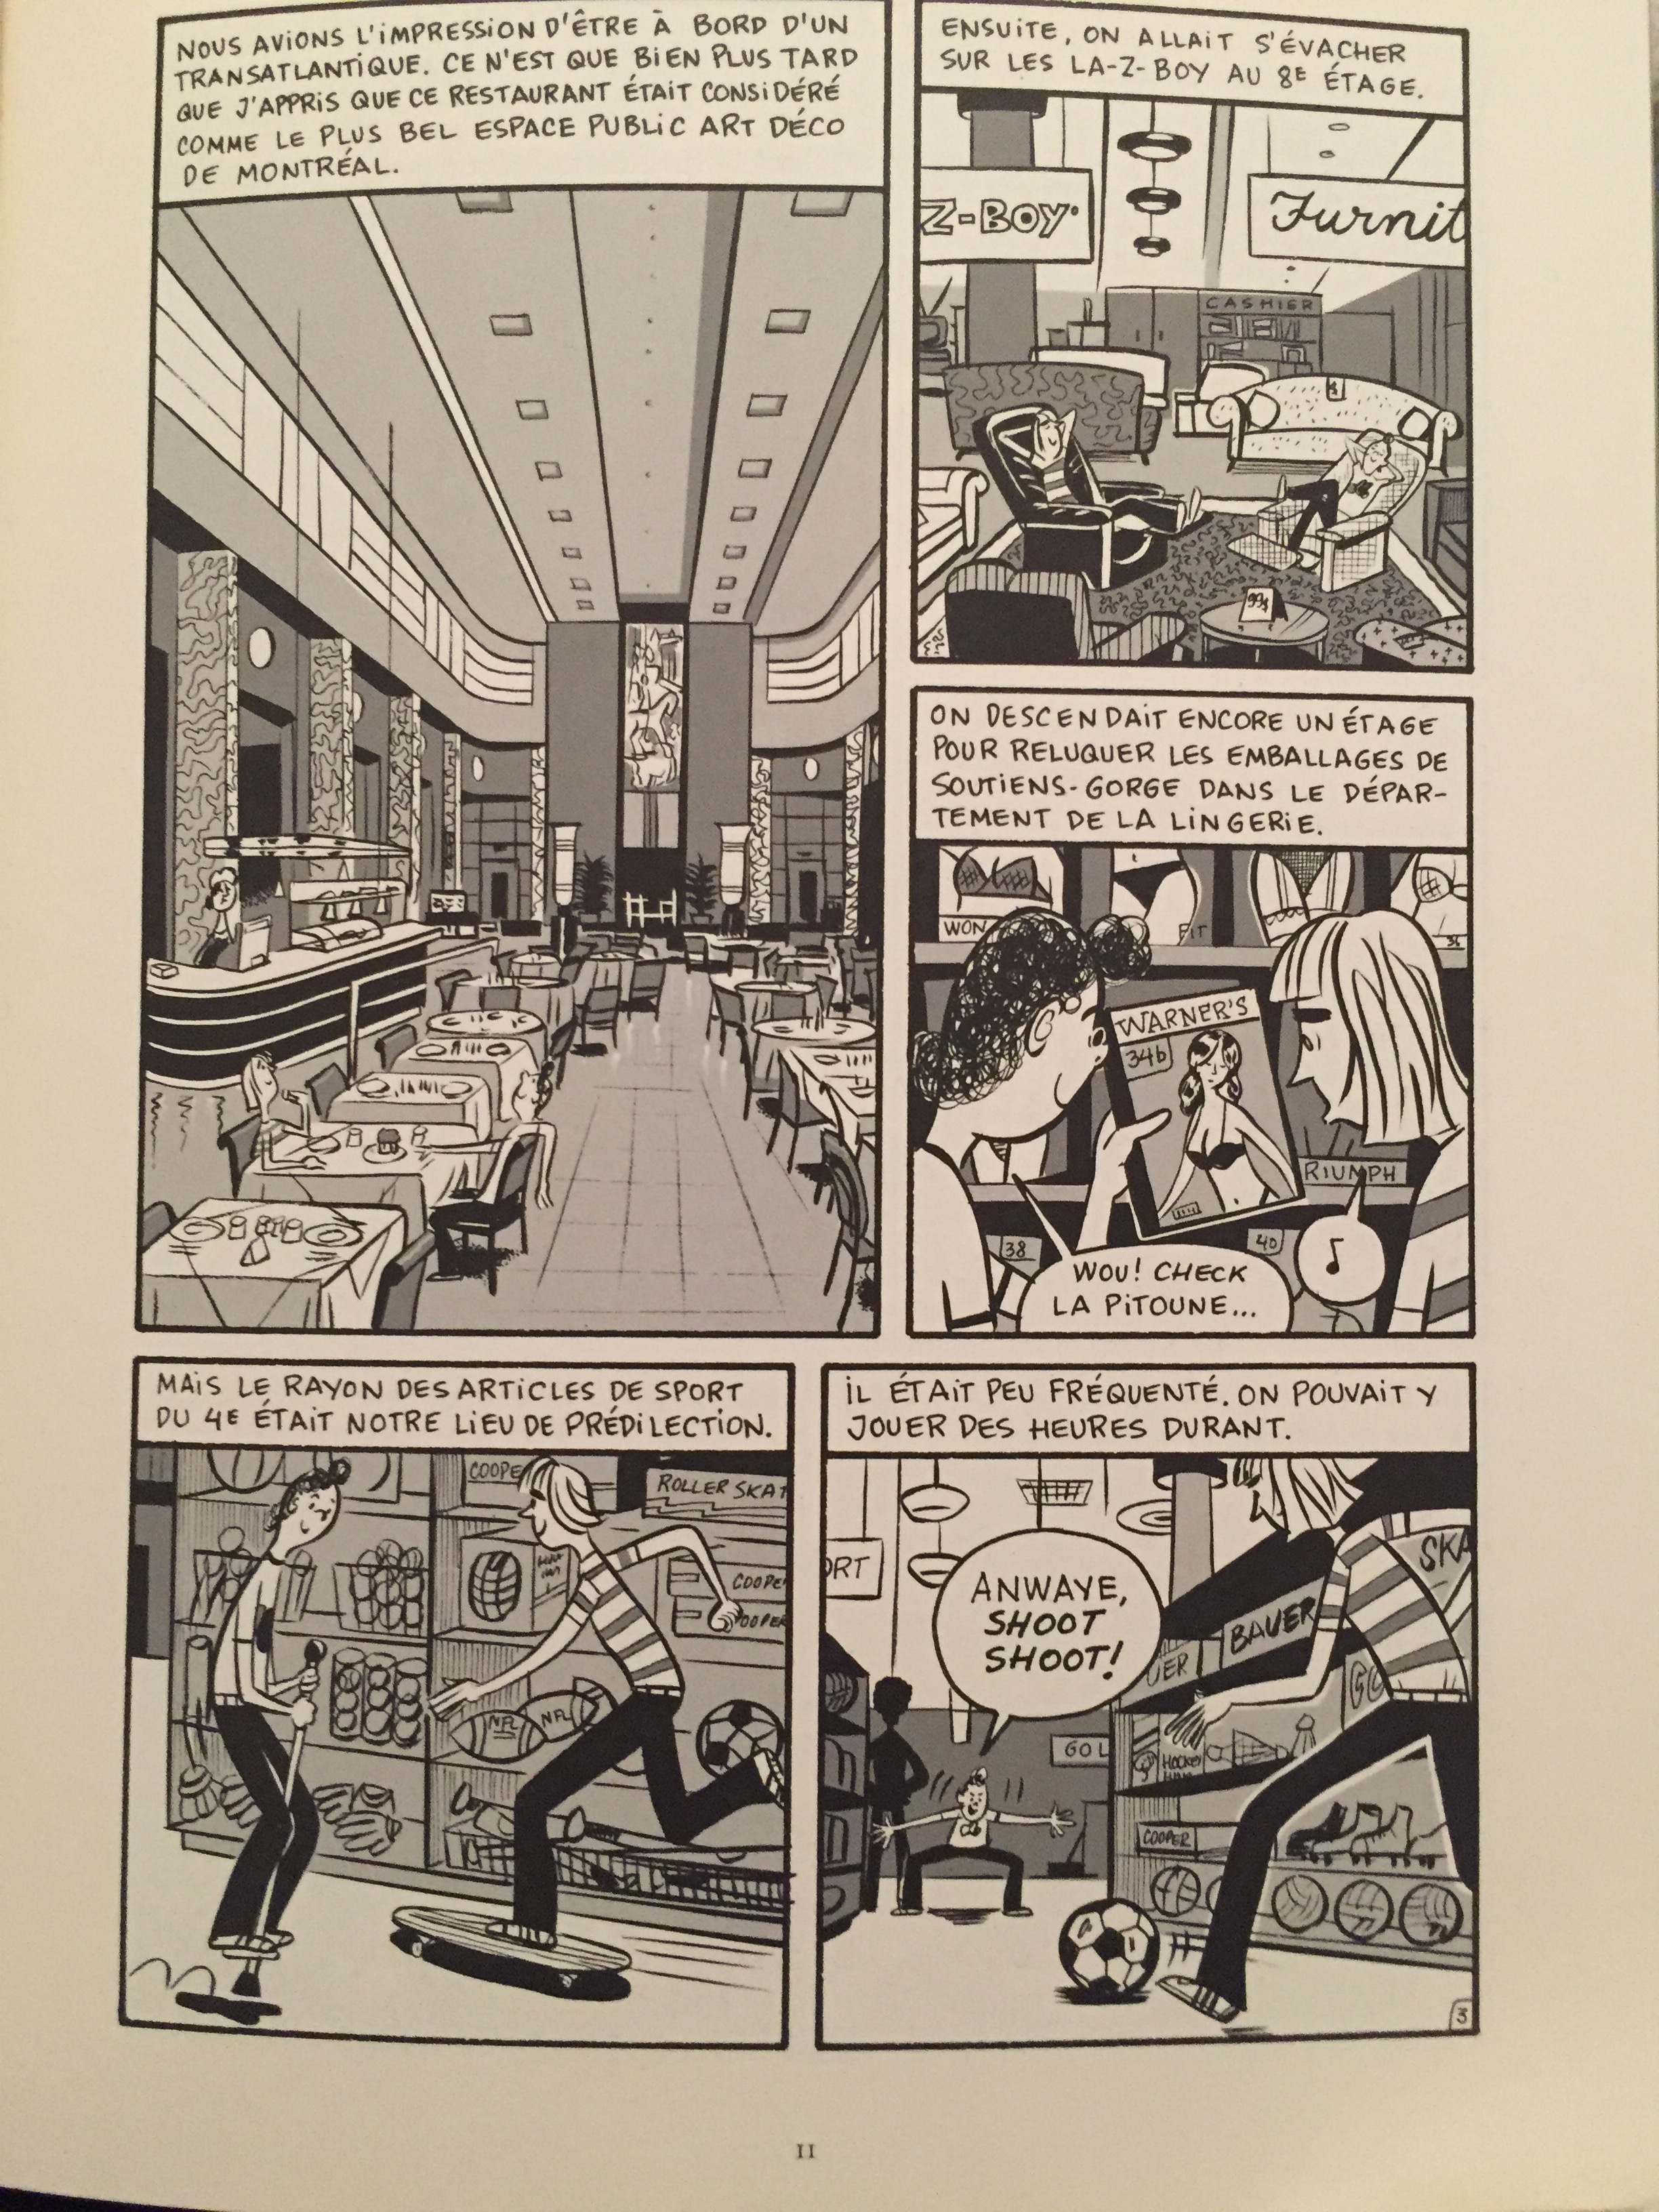 NOUS AVIONS L'IMPRESSION D'ÊTRE À BORD D'UN
TRANSATLANTIQUE. CE N'EST QUE BIEN PLUS TARD
QUE J'APPRIS QUE CE RESTAURANT ÉTAIT CONSIDÉRÉ
COMME LE PLUS BEL ESPACE PUBLIC ART DÉCO
DE MONTRÉAL.
ENSUITE, ON ALLAIT S'ÉVACHER
SUR LES LA-Z-BOY AU 8E ÉTAGE.
Z-BOY
Furnit
CASHIER
99$
ON DESCENDAIT ENCORE UN ÉTAGE
POUR RELUQUER LES EMBALLAGES DE
SOUTIENS-GORGE DANS LE DÉPAR-
TEMENT DE LA LINGERIE.
WON
FIT
36
WARNER'S
34b
RIUMPH
38
40
WOU! CHECK
LA PITOUNE...
MAIS LE RAYON DES ARTICLES DE SPORT
DU 4E ÉTAIT NOTRE LIEU DE PRÉDILECTION.
COOPE
ROLLER SKAT
COOPE
COOPER
NFL
NFL
IL ÉTAIT PEU FRÉQUENTÉ. ON POUVAIT Y
JOUER DES HEURES DURANT.
ORT
SKA
ANWAYE,
SHOOT
SHOOT!
BAUER
UER
GO
GOL
HOCKEY
COOPER
3
11